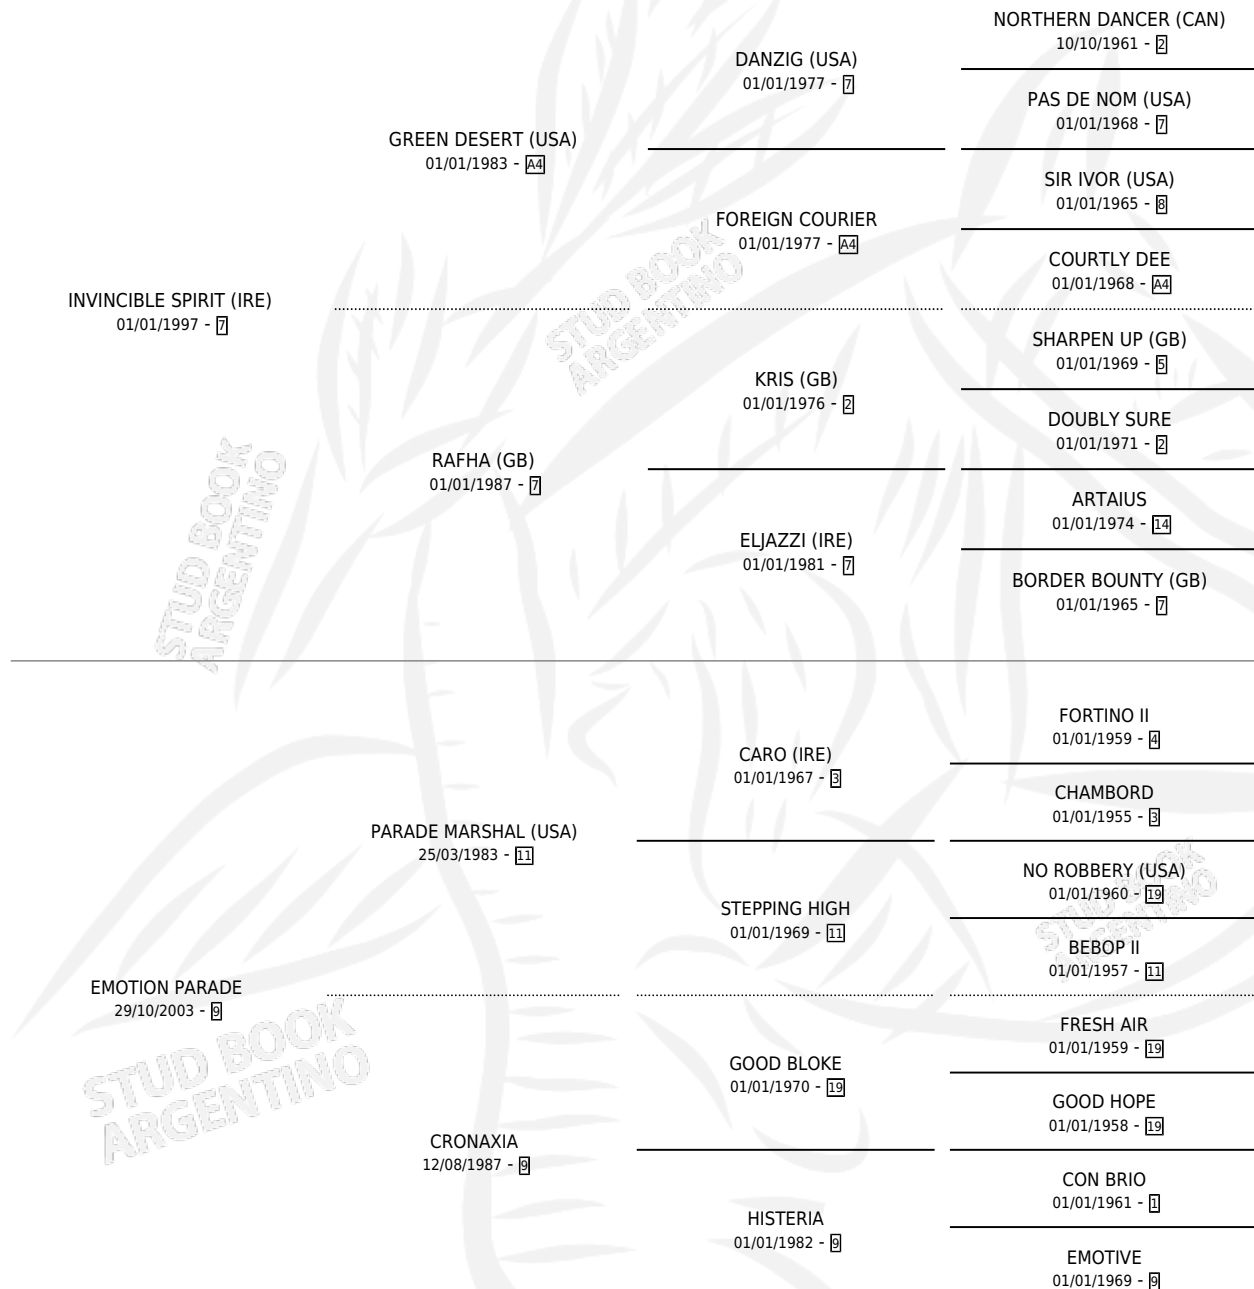 NORTHERN DANCER (CAN)
10/10/1961 - 2
DANZIG (USA)
01/01/1977 - 7
PAS DE NOM (USA)
01/01/1968 - 7
GREEN DESERT (USA)
01/01/1983 - A4
SIR IVOR (USA)
01/01/1965 - 8
FOREIGN COURIER
01/01/1977 - A4
COURTLY DEE
01/01/1968 - A4
INVINCIBLE SPIRIT (IRE)
01/01/1997 - 7
STUD BOOK
ARGENTINO
SHARPEN UP (GB)
01/01/1969 - 5
KRIS (GB)
01/01/1976 - 2
DOUBLY SURE
01/01/1971 - 2
RAFHA (GB)
01/01/1987 - 7
STUD BOOK
ARGENTINO
ARTAIUS
01/01/1974 - 14
ELJAZZI (IRE)
01/01/1981 - 7
BORDER BOUNTY (GB)
01/01/1965 - 7
FORTINO II
01/01/1959 - 4
CARO (IRE)
01/01/1967 - 3
CHAMBORD
01/01/1955 - 3
PARADE MARSHAL (USA)
25/03/1983 - 11
NO ROBBERY (USA)
01/01/1960 - 19
STUD BOOK
ARGENTINO
STEPPING HIGH
01/01/1969 - 11
BEBOP II
01/01/1957 - 11
EMOTION PARADE
29/10/2003 - 9
STUD BOOK
ARGENTINO
FRESH AIR
01/01/1959 - 19
GOOD BLOKE
01/01/1970 - 19
GOOD HOPE
01/01/1958 - 19
CRONAXIA
12/08/1987 - 9
CON BRIO
01/01/1961 - 1
HISTERIA
01/01/1982 - 9
EMOTIVE
01/01/1969 - 9